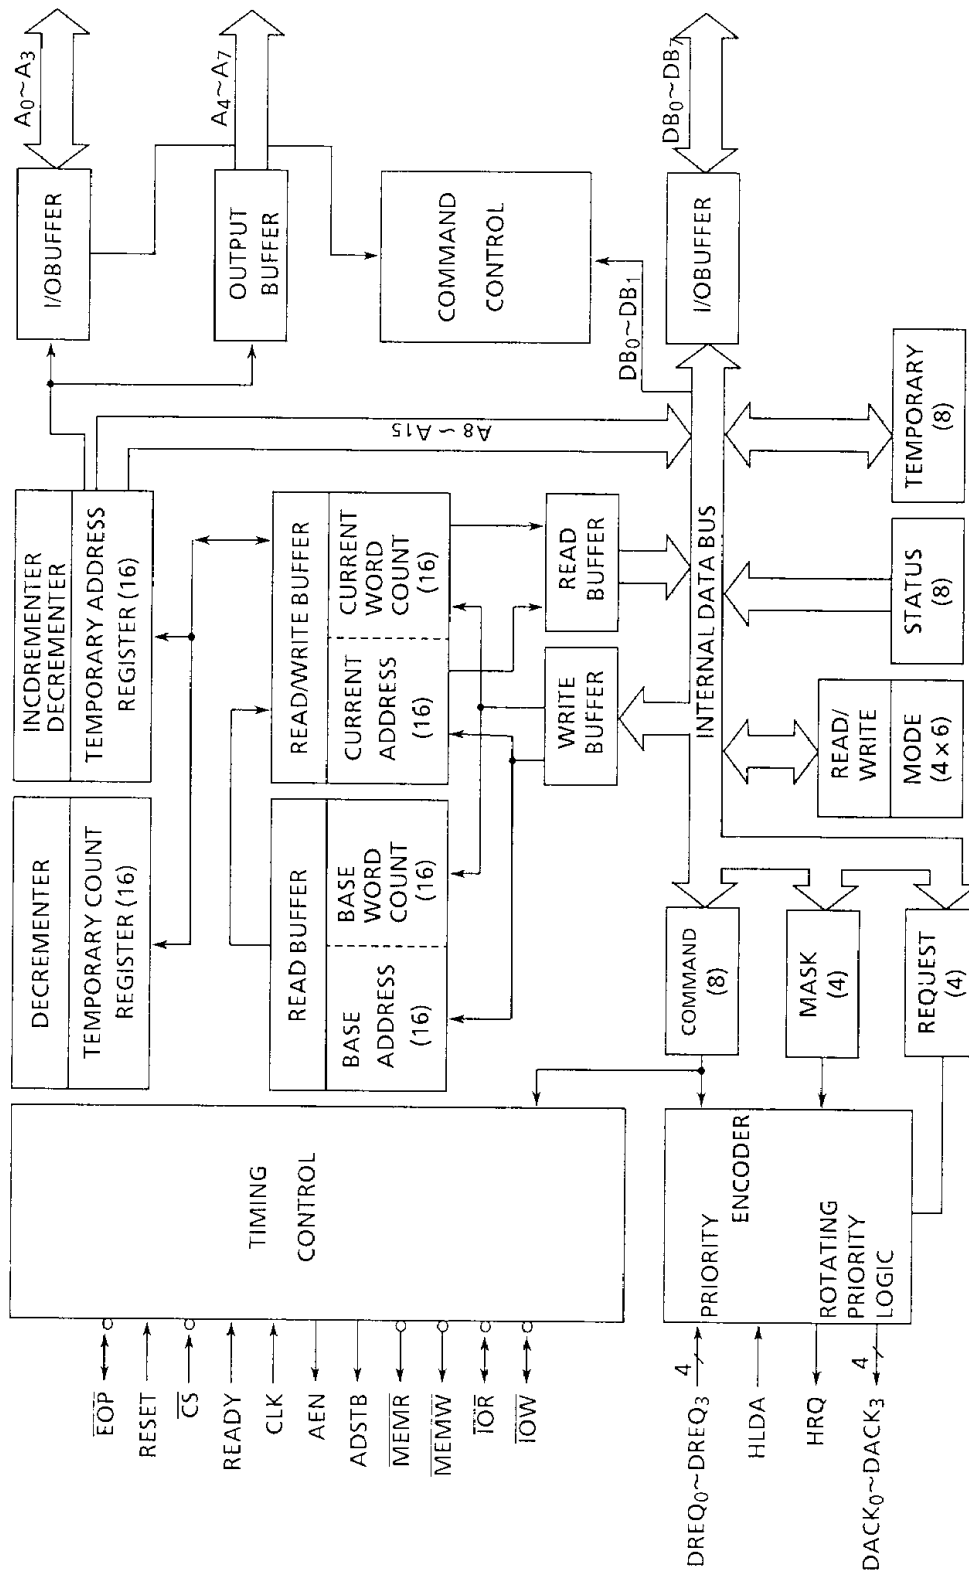 EOP
RESET
CS
READY
CLK
AEN
ADSTB
MEMR
MEMW
IOR
IOW
TIMING
CONTROL
DECREMENTER
TEMPORARY COUNT
REGISTER (16)
INCDREMENTER
DECREMENTER
TEMPORARY ADDRESS
REGISTER (16)
I/OBUFFER
A0~A3
OUTPUT
BUFFER
A4~A7
READ BUFFER
BASE
ADDRESS
(16)
BASE
WORD
COUNT
(16)
READ/WRITE BUFFER
CURRENT
ADDRESS
(16)
CURRENT
WORD
COUNT
(16)
A8~A15
COMMAND
CONTROL
WRITE
BUFFER
READ
BUFFER
DB0~DB1
DREQ0~DREQ3
4
HLDA
HRQ
DACK0~DACK3
4
PRIORITY
ENCODER
ROTATING
PRIORITY
LOGIC
COMMAND
(8)
MASK
(4)
REQUEST
(4)
INTERNAL DATA BUS
I/OBUFFER
DB0~DB7
READ/
WRITE
MODE
(4×6)
STATUS
(8)
TEMPORARY
(8)